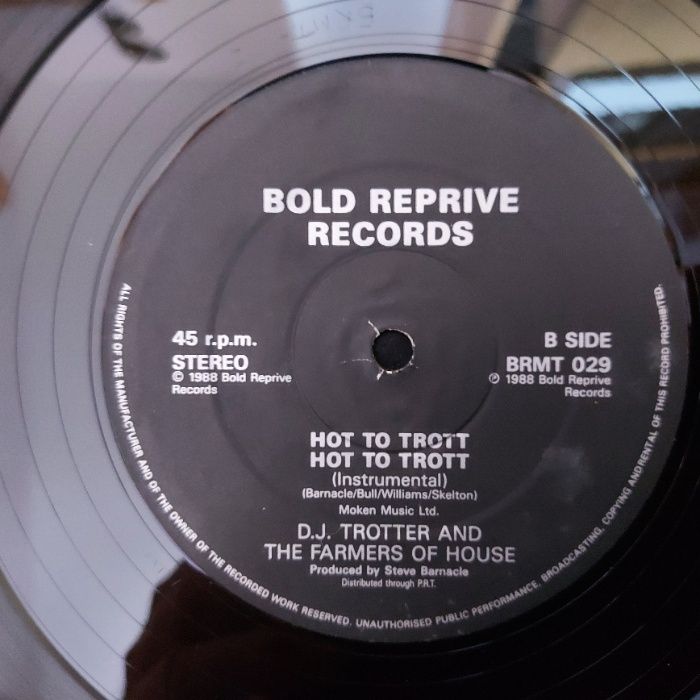 BOLD REPRIVE
RECORDS
45 r.p.m.
STEREO
© 1988 Bold Reprive
Records
B SIDE
BRMT 029
℗ 1988 Bold Reprive
Records
HOT TO TROTT
HOT TO TROTT
(Instrumental)
(Barnacle/Bull/Williams/Skelton)
Moken Music Ltd.
D.J. TROTTER AND
THE FARMERS OF HOUSE
Produced by Steve Barnacle
Distributed through P.R.T.
ALL RIGHTS OF THE MANUFACTURER AND OF THE OWNER OF THE RECORDED WORK RESERVED. UNAUTHORISED PUBLIC PERFORMANCE, BROADCASTING, COPYING ANDRENTAL OF THIS RECORD PROHIBITED.